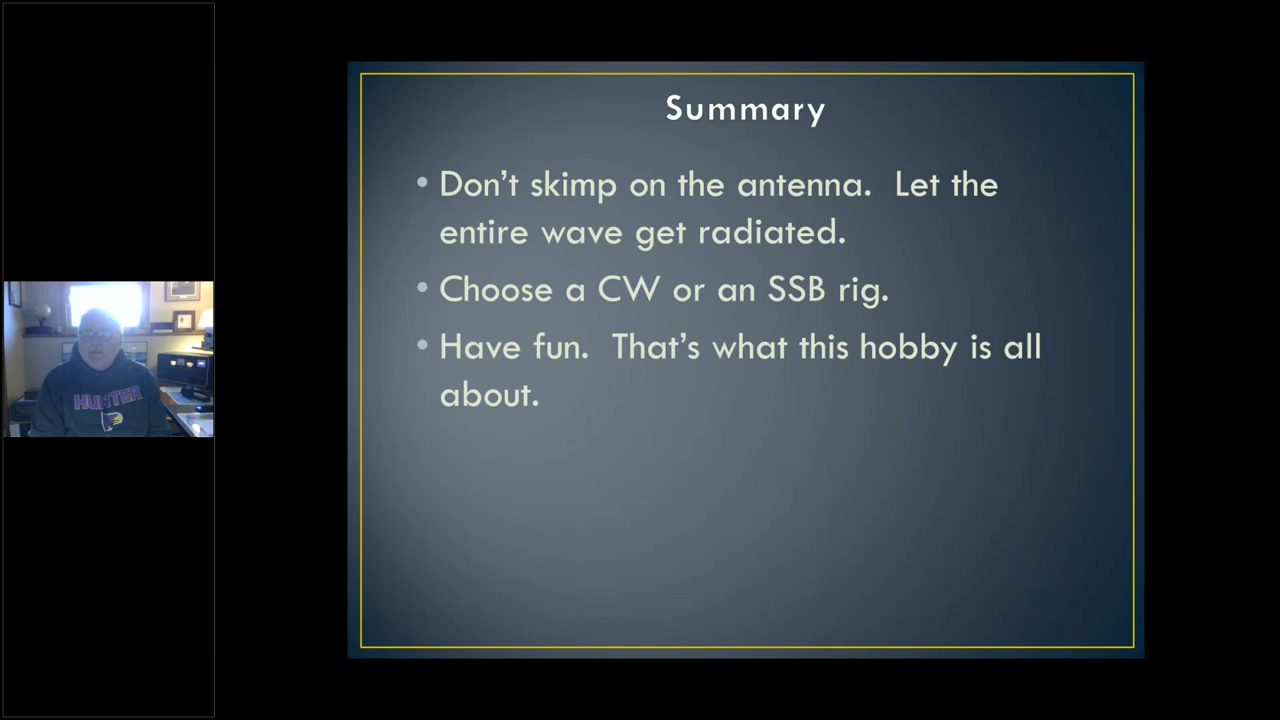 Summary
• Don't skimp on the antenna. Let the
entire wave get radiated.
• Choose a CW or an SSB rig.
• Have fun. That's what this hobby is all
about.
HUNTER